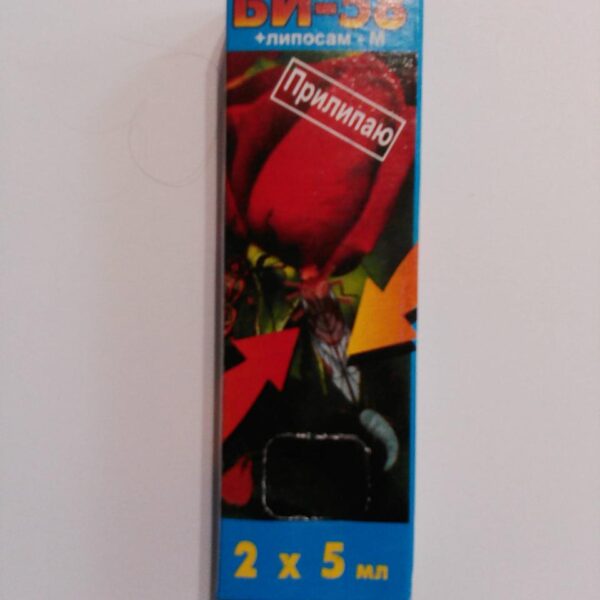 БИ-58
+липосам - М
Прилипаю
2 x 5 мл